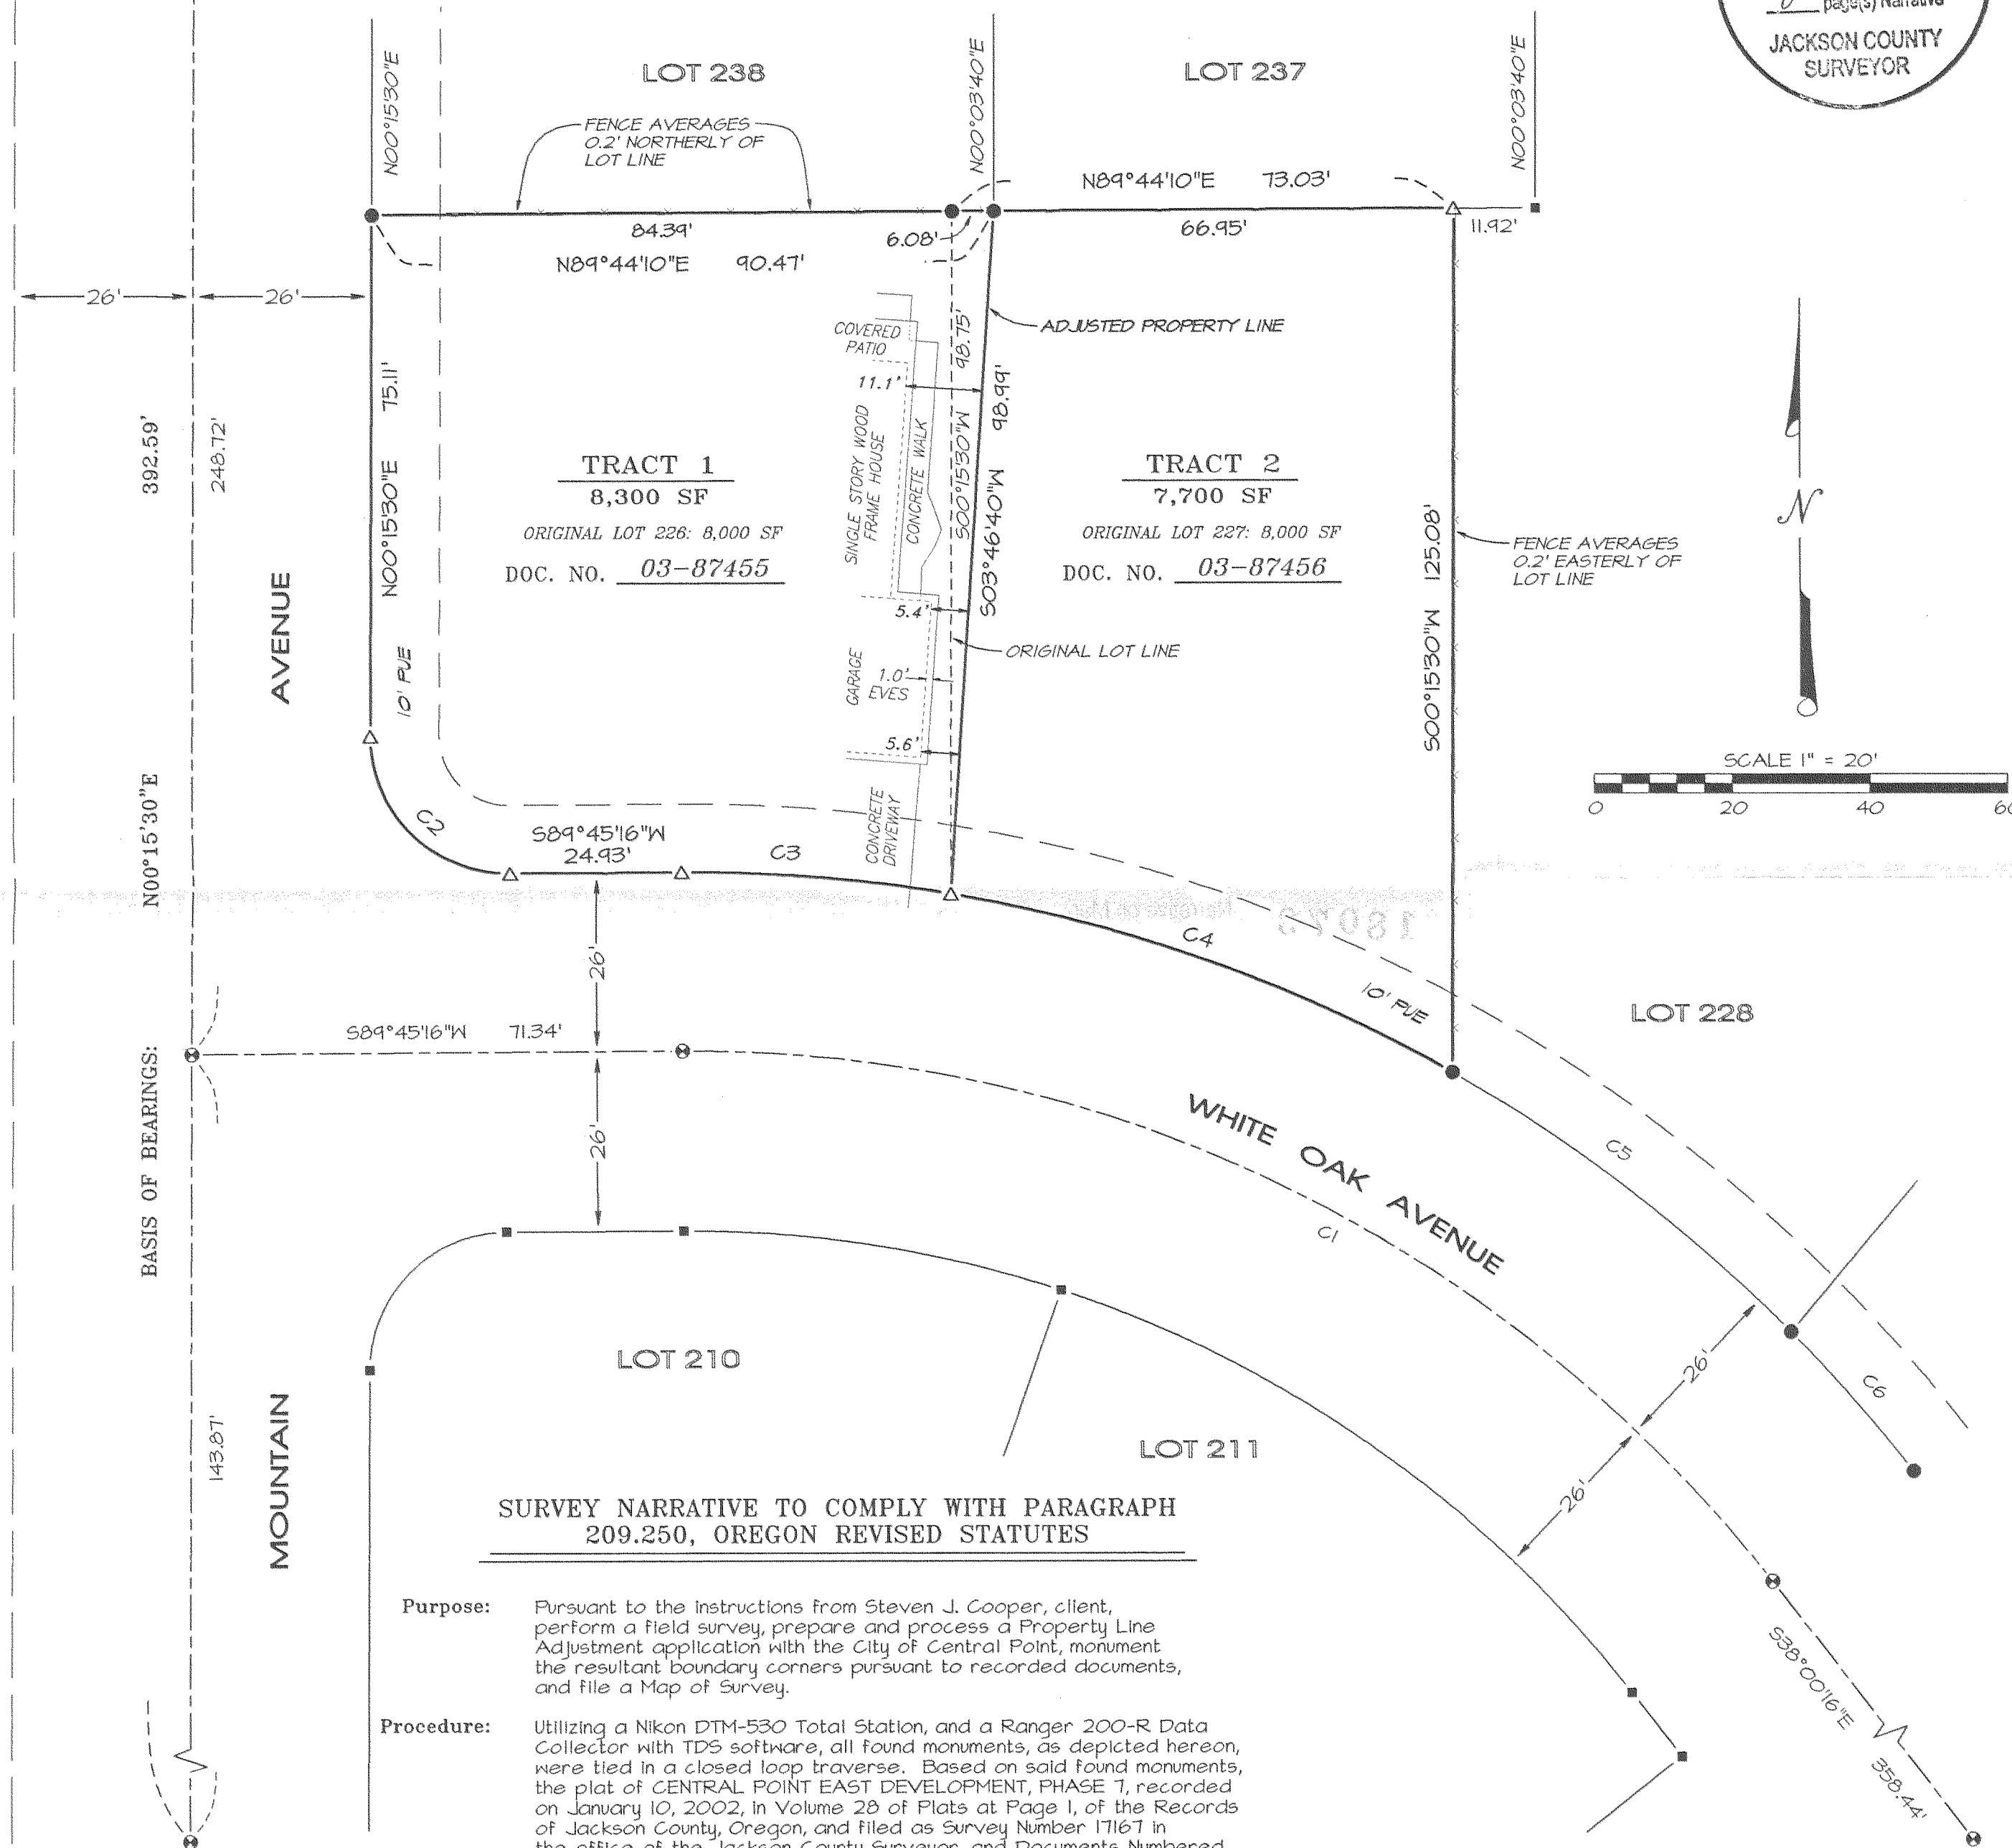 page(s) Narrative
JACKSON COUNTY
SURVEYOR
N00°15'30"E
LOT 238
N00°03'40"E
LOT 237
N00°03'40"E
FENCE AVERAGES
0.2' NORTHERLY OF
LOT LINE
N89°44'10"E 73.03'
84.39'
6.08'
66.95'
11.92'
N89°44'10"E 90.47'
26'
26'
COVERED
PATIO
98.75'
S00°15'30"W
ADJUSTED PROPERTY LINE
11.1'
N00°15'30"E 75.11'
392.59'
248.72'
SINGLE STORY WOOD
FRAME HOUSE
CONCRETE WALK
S03°46'40"W 98.99'
TRACT 1
8,300 SF
ORIGINAL LOT 226: 8,000 SF
DOC. NO. 03-87455
TRACT 2
7,700 SF
ORIGINAL LOT 227: 8,000 SF
DOC. NO. 03-87456
S00°15'30"W 125.08'
FENCE AVERAGES
0.2' EASTERLY OF
LOT LINE
N
AVENUE
10' PUE
5.4'
ORIGINAL LOT LINE
GARAGE
1.0'
EVES
5.6'
SCALE 1" = 20'
0 20 40 60
N00°15'30"E
C2
S89°45'16"W
24.93'
C3
CONCRETE
DRIVEWAY
18073
C4
10' PUE
LOT 228
26'
S89°45'16"W 71.34'
BASIS OF BEARINGS:
26'
WHITE OAK AVENUE
C5
C1
26'
C6
LOT 210
MOUNTAIN
143.87'
LOT 211
26'
SURVEY NARRATIVE TO COMPLY WITH PARAGRAPH
209.250, OREGON REVISED STATUTES
Purpose: Pursuant to the instructions from Steven J. Cooper, client,
perform a field survey, prepare and process a Property Line
Adjustment application with the City of Central Point, monument
the resultant boundary corners pursuant to recorded documents,
and file a Map of Survey.
S38°00'16"E 358.44'
Procedure: Utilizing a Nikon DTM-530 Total Station, and a Ranger 200-R Data
Collector with TDS software, all found monuments, as depicted hereon,
were tied in a closed loop traverse. Based on said found monuments,
the plat of CENTRAL POINT EAST DEVELOPMENT, PHASE 7, recorded
on January 10, 2002, in Volume 28 of Plats at Page 1, of the Records
of Jackson County, Oregon, and filed as Survey Number 17167 in
the office of the Jackson County Surveyor, and Documents Numbered